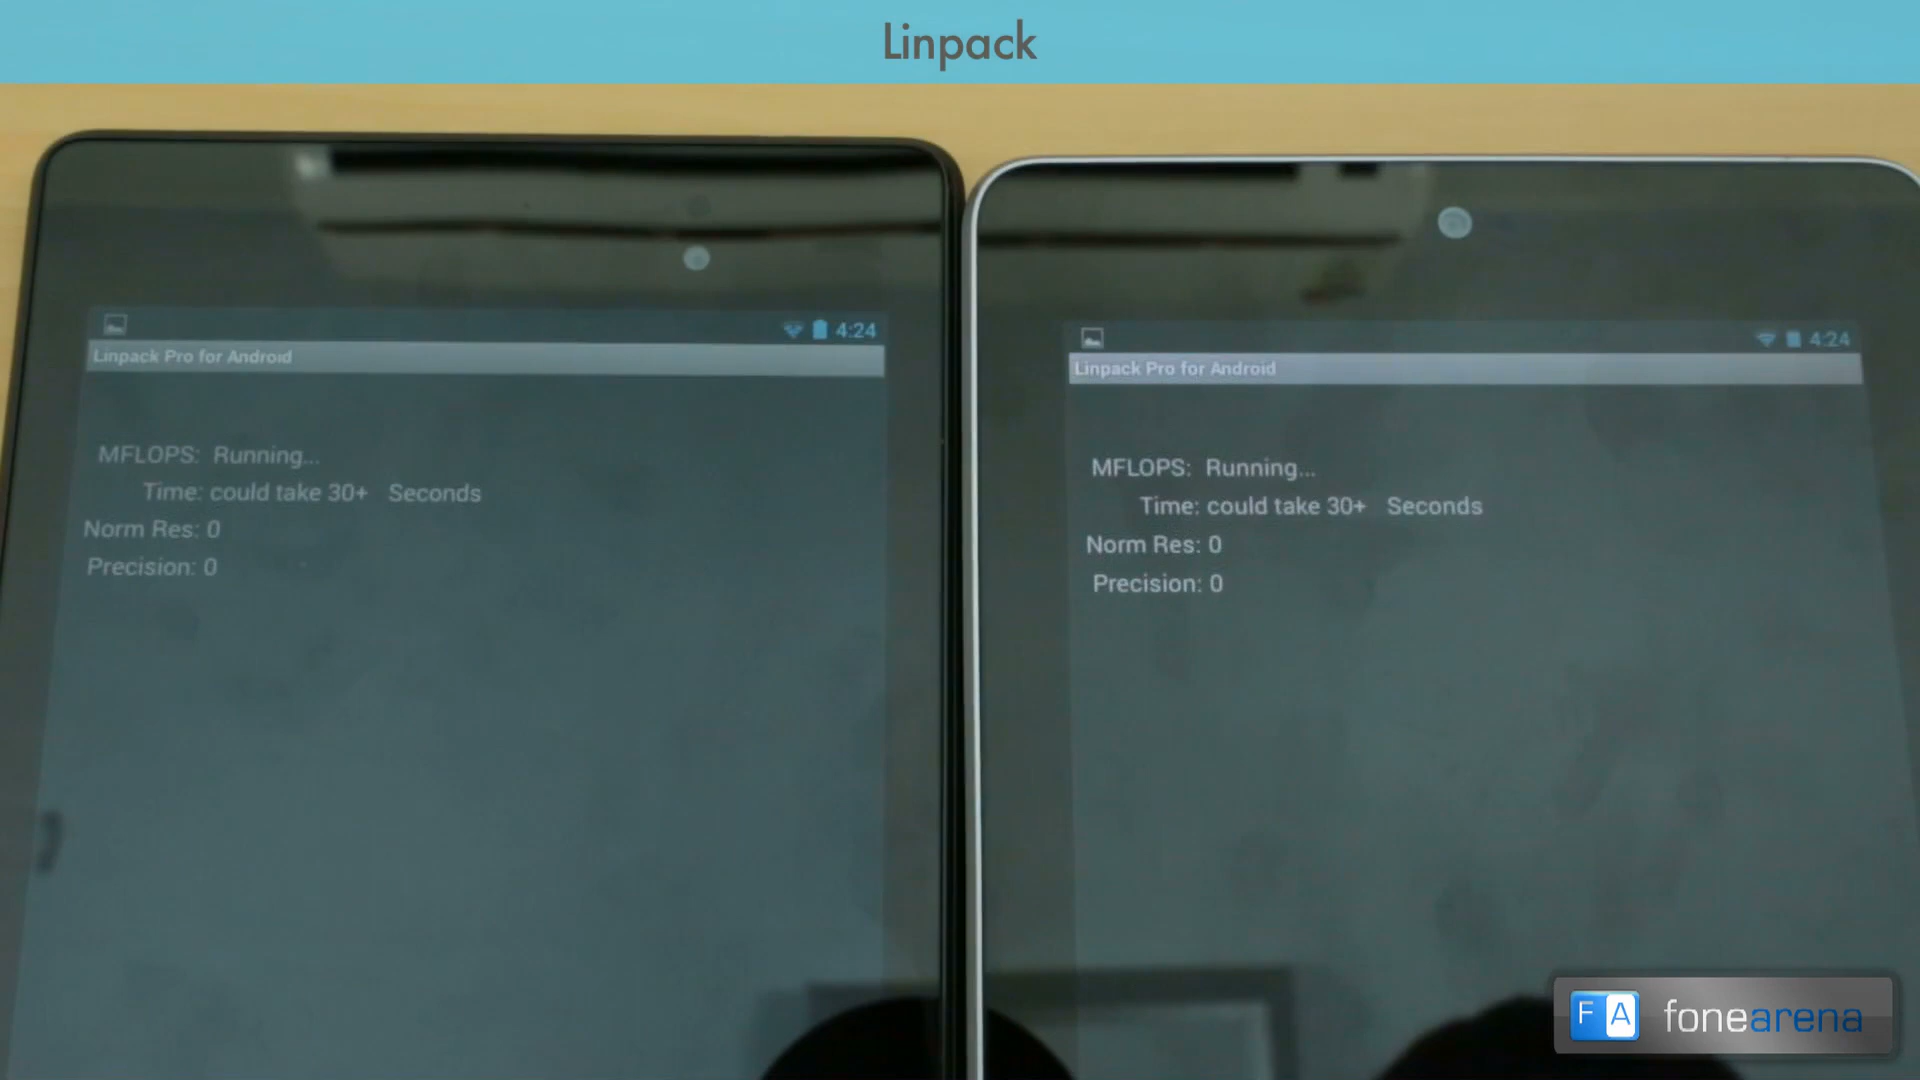 Linpack
4:24
Linpack Pro for Android
MFLOPS: Running...
Time: could take 30+ Seconds
Norm Res: 0
Precision: 0
4:24
Linpack Pro for Android
MFLOPS: Running...
Time: could take 30+ Seconds
Norm Res: 0
Precision: 0
FA fonearena